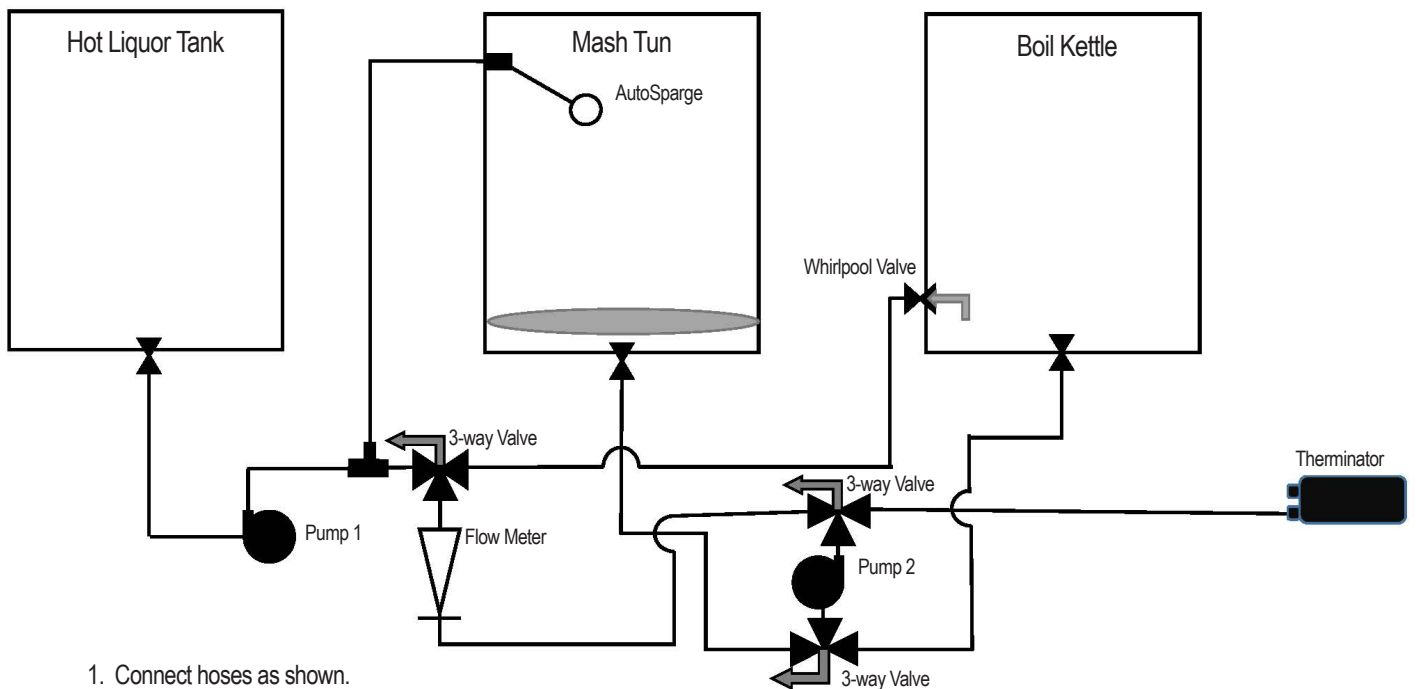 Hot Liquor Tank
Mash Tun
Boil Kettle
AutoSparge
Whirlpool Valve
3-way Valve
Therminator
3-way Valve
Pump 1
Flow Meter
Pump 2
1. Connect hoses as shown.
3-way Valve